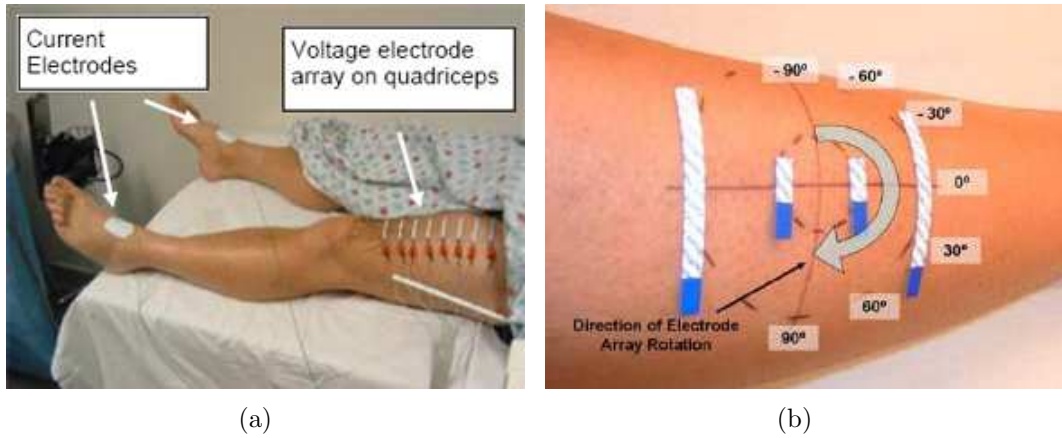 Current
Electrodes
Voltage electrode
array on quadriceps
- 90º
- 60º
- 30º
0º
30º
60º
90º
Direction of Electrode
Array Rotation
(a)
(b)